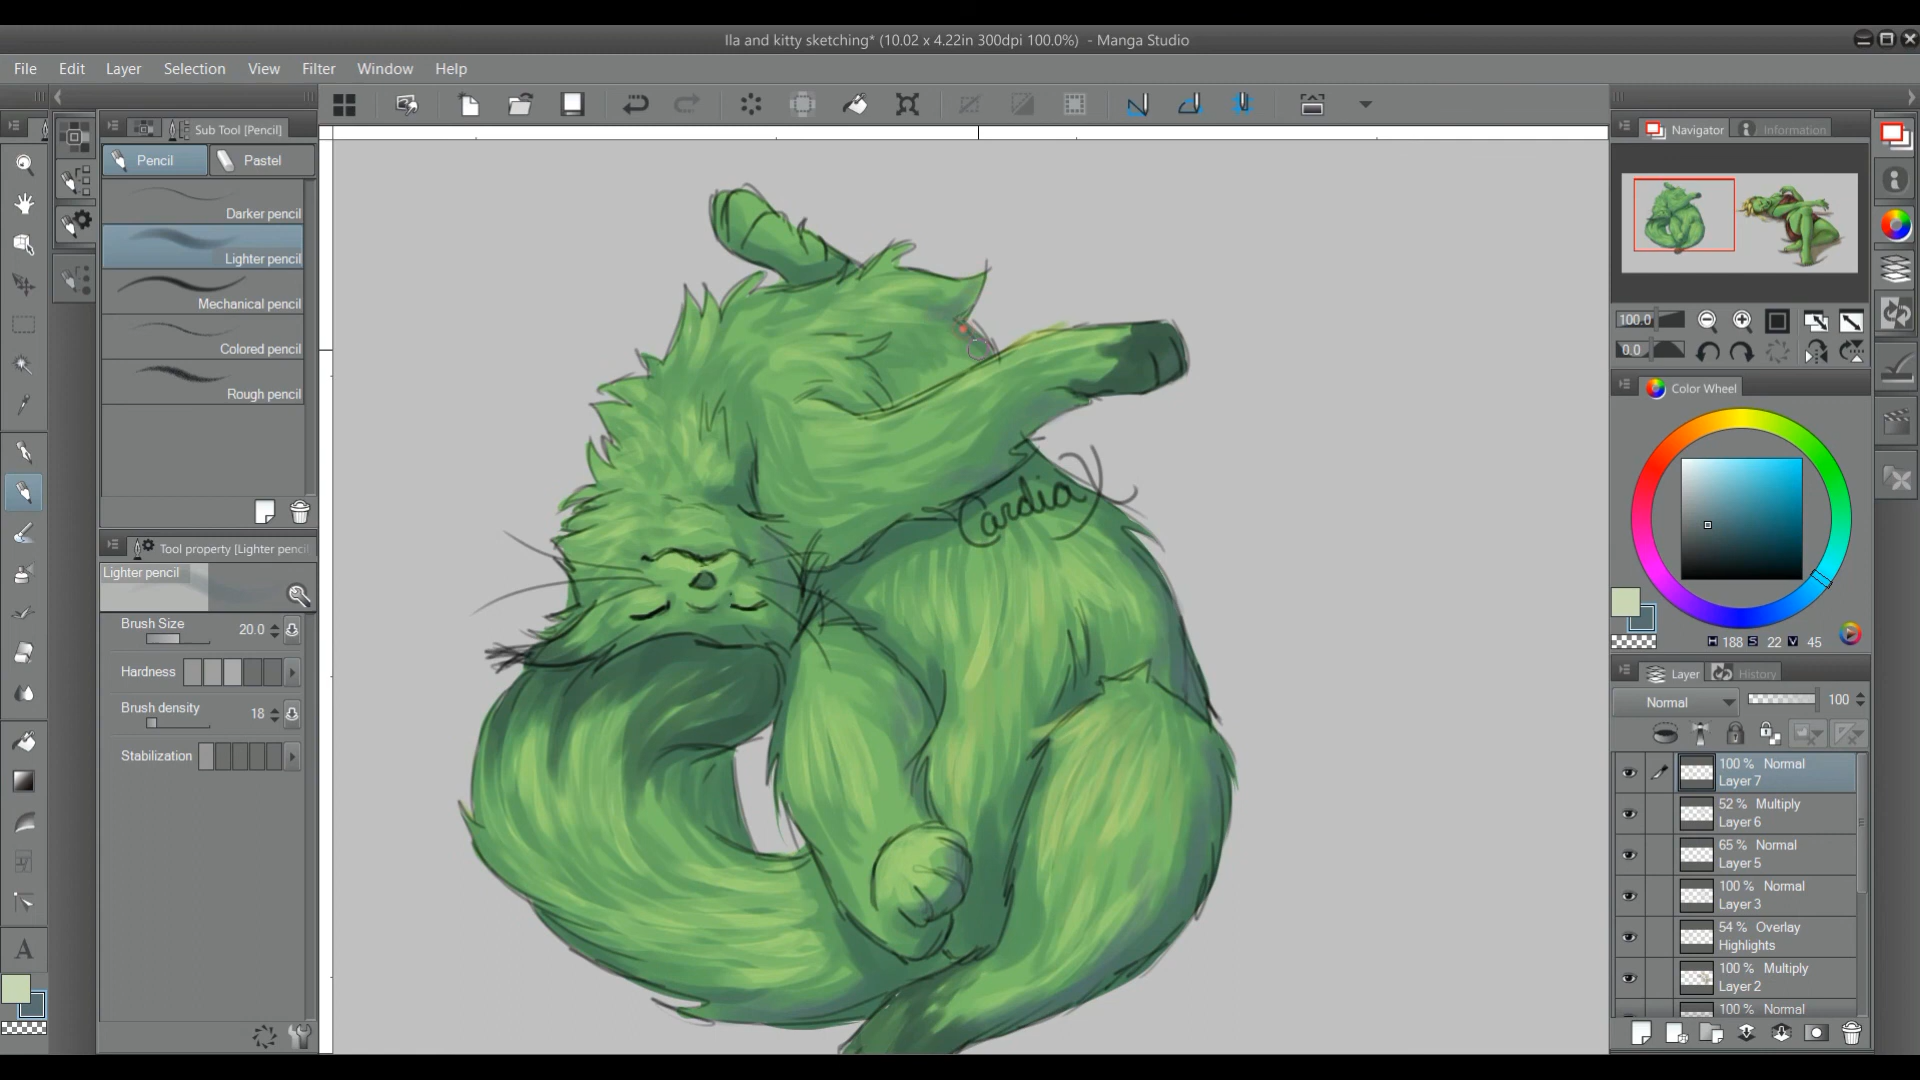 Ila and kitty sketching* (10.02 x 4.22in 300dpi 100.0%) - Manga Studio
File Edit Layer Selection View Filter Window Help
Sub Tool [Pencil]
Pencil Pastel
Darker pencil
Lighter pencil
Mechanical pencil
Colored pencil
Rough pencil
Tool property [Lighter pencil
Lighter pencil
Brush Size 20.0
Hardness
Brush density 18
Stabilization
A
Cardia
Navigator Information
100.0
0.0
Color Wheel
H 188 S 22 V 45
Layer History
Normal 100
100 % Normal
Layer 7
52 % Multiply
Layer 6
65 % Normal
Layer 5
100 % Normal
Layer 3
54 % Overlay
Highlights
100 % Multiply
Layer 2
100 % Normal